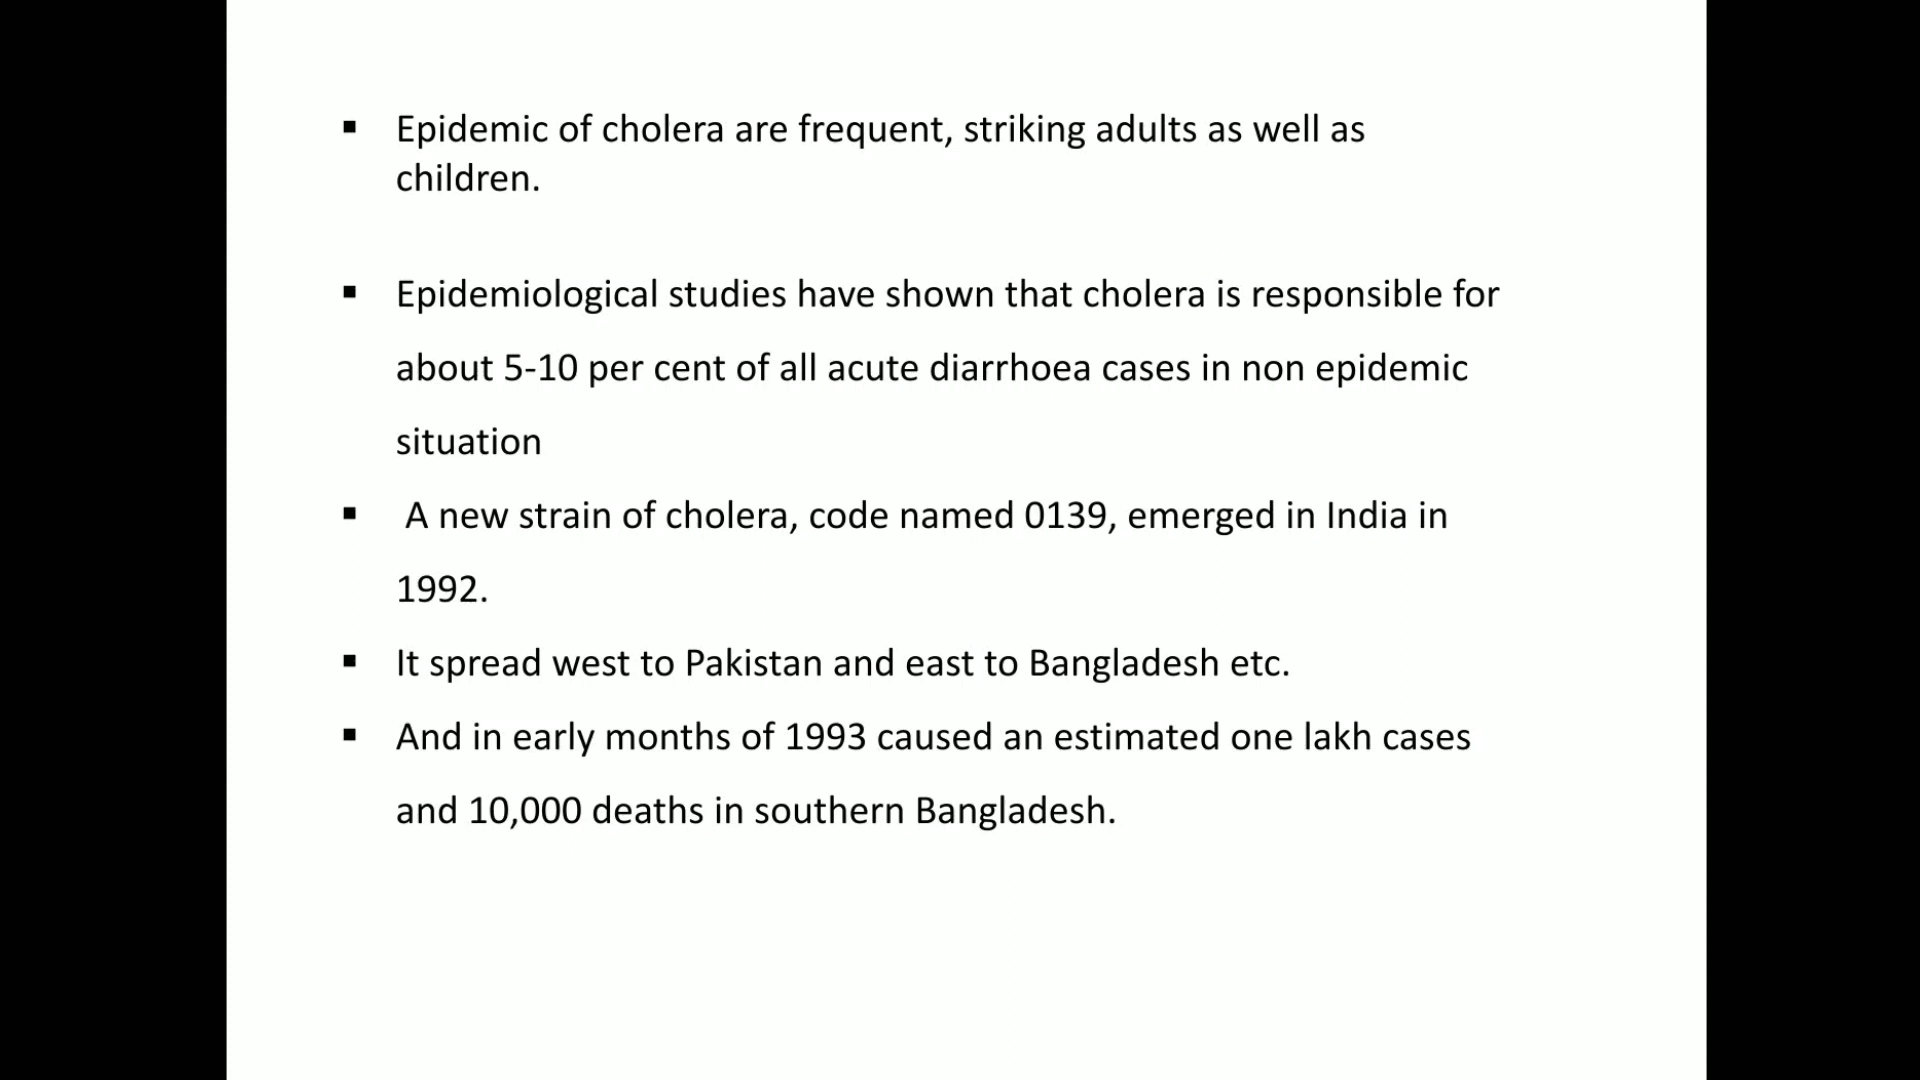 ▪ Epidemic of cholera are frequent, striking adults as well as
children.
▪ Epidemiological studies have shown that cholera is responsible for
about 5-10 per cent of all acute diarrhoea cases in non epidemic
situation
▪ A new strain of cholera, code named 0139, emerged in India in
1992.
▪ It spread west to Pakistan and east to Bangladesh etc.
▪ And in early months of 1993 caused an estimated one lakh cases
and 10,000 deaths in southern Bangladesh.